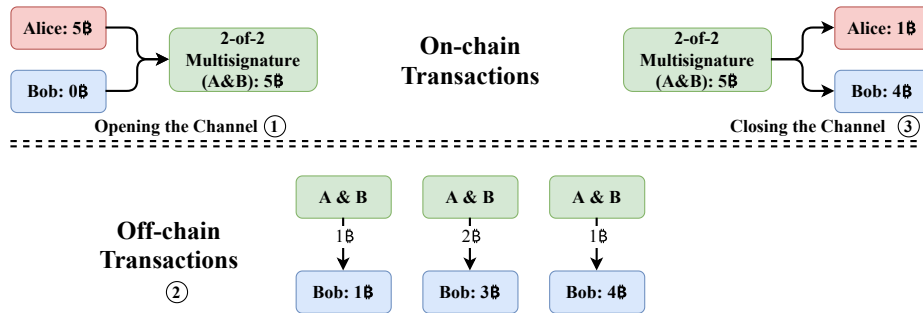 Alice: 5฿
Bob: 0฿
2-of-2
Multisignature
(A&B): 5฿
Opening the Channel ①
On-chain
Transactions
2-of-2
Multisignature
(A&B): 5฿
Alice: 1฿
Bob: 4฿
Closing the Channel ③
Off-chain
Transactions
②
A & B
1฿
Bob: 1฿
A & B
2฿
Bob: 3฿
A & B
1฿
Bob: 4฿